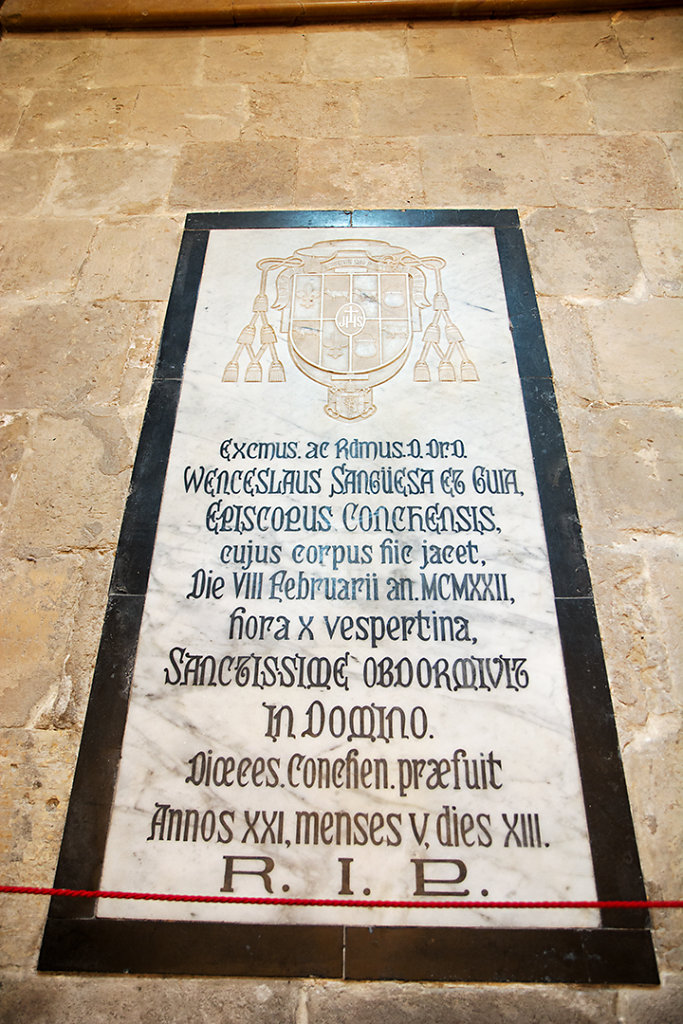 JHS
Excmus. ac Rdmus. D. Dr. D.
Wenceslaus Sangüesa et Guia,
Episcopus Conchensis,
cujus corpus hic jacet,
Die VIII Februarii an. MCMXXII,
hora X vespertina,
Sanctissime obdormivit
in Domino.
Diœces. Conchen. præfuit
Annos XXI, menses V, dies XIII.
R. I. P.